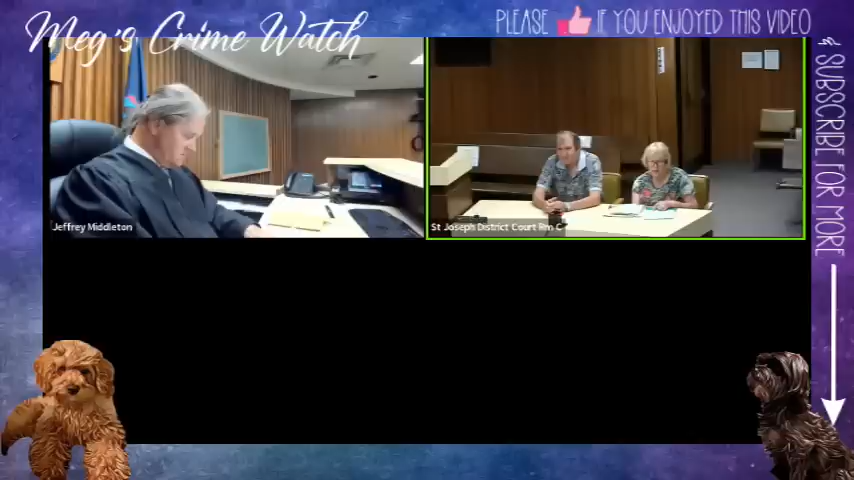 Meg's Crime Watch
PLEASE IF YOU ENJOYED THIS VIDEO
& SUBSCRIBE FOR MORE
Jeffrey Middleton
St Joseph District Court Rm C